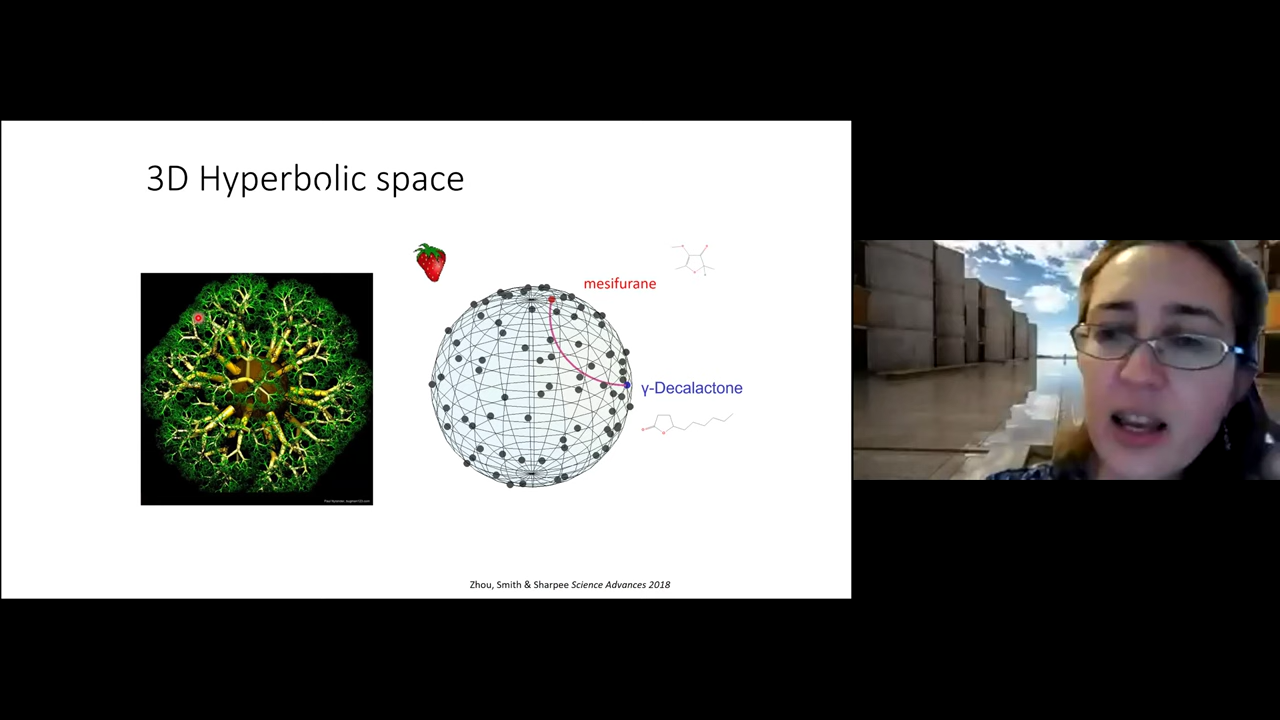 3D Hyperbolic space
mesifurane
γ-Decalactone
Zhou, Smith & Sharpee Science Advances 2018